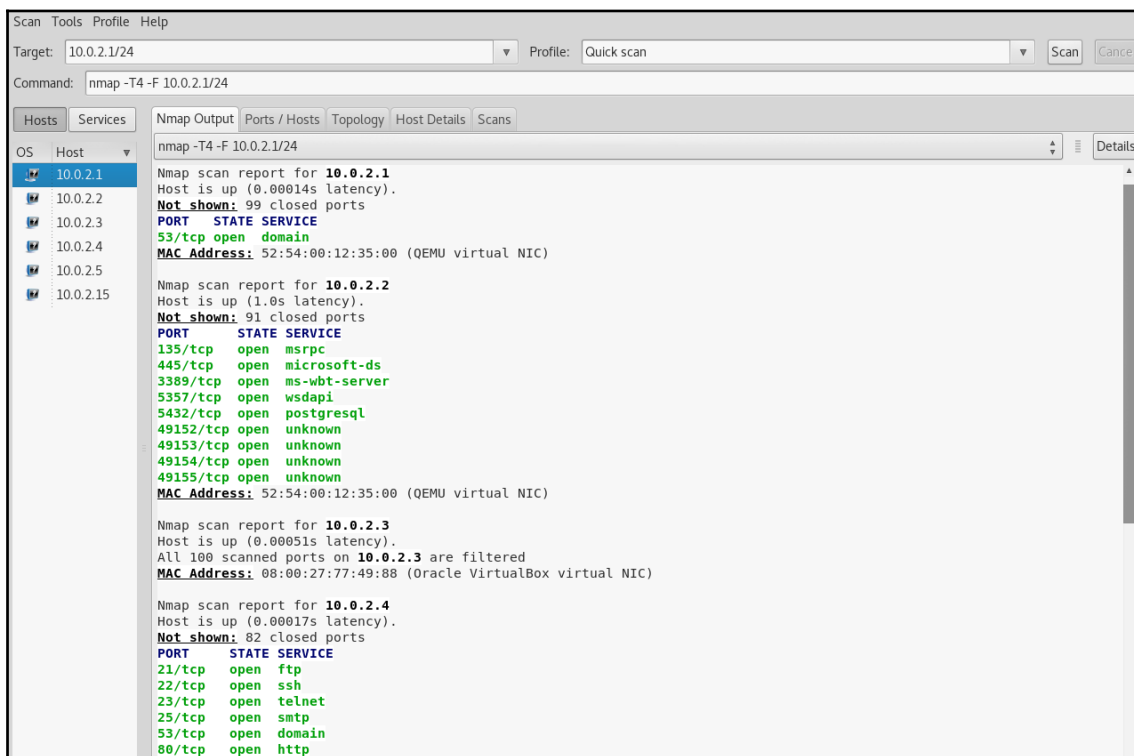 Scan Tools Profile Help
Target: 10.0.2.1/24 Profile: Quick scan Scan Cance
Command: nmap -T4 -F 10.0.2.1/24
Hosts Services Nmap Output Ports / Hosts Topology Host Details Scans
OS Host nmap -T4 -F 10.0.2.1/24 Details
10.0.2.1
10.0.2.2
10.0.2.3
10.0.2.4
10.0.2.5
10.0.2.15
Nmap scan report for 10.0.2.1
Host is up (0.00014s latency).
Not shown: 99 closed ports
PORT STATE SERVICE
53/tcp open domain
MAC Address: 52:54:00:12:35:00 (QEMU virtual NIC)
Nmap scan report for 10.0.2.2
Host is up (1.0s latency).
Not shown: 91 closed ports
PORT STATE SERVICE
135/tcp open msrpc
445/tcp open microsoft-ds
3389/tcp open ms-wbt-server
5357/tcp open wsdapi
5432/tcp open postgresql
49152/tcp open unknown
49153/tcp open unknown
49154/tcp open unknown
49155/tcp open unknown
MAC Address: 52:54:00:12:35:00 (QEMU virtual NIC)
Nmap scan report for 10.0.2.3
Host is up (0.00051s latency).
All 100 scanned ports on 10.0.2.3 are filtered
MAC Address: 08:00:27:77:49:88 (Oracle VirtualBox virtual NIC)
Nmap scan report for 10.0.2.4
Host is up (0.00017s latency).
Not shown: 82 closed ports
PORT STATE SERVICE
21/tcp open ftp
22/tcp open ssh
23/tcp open telnet
25/tcp open smtp
53/tcp open domain
80/tcp open http